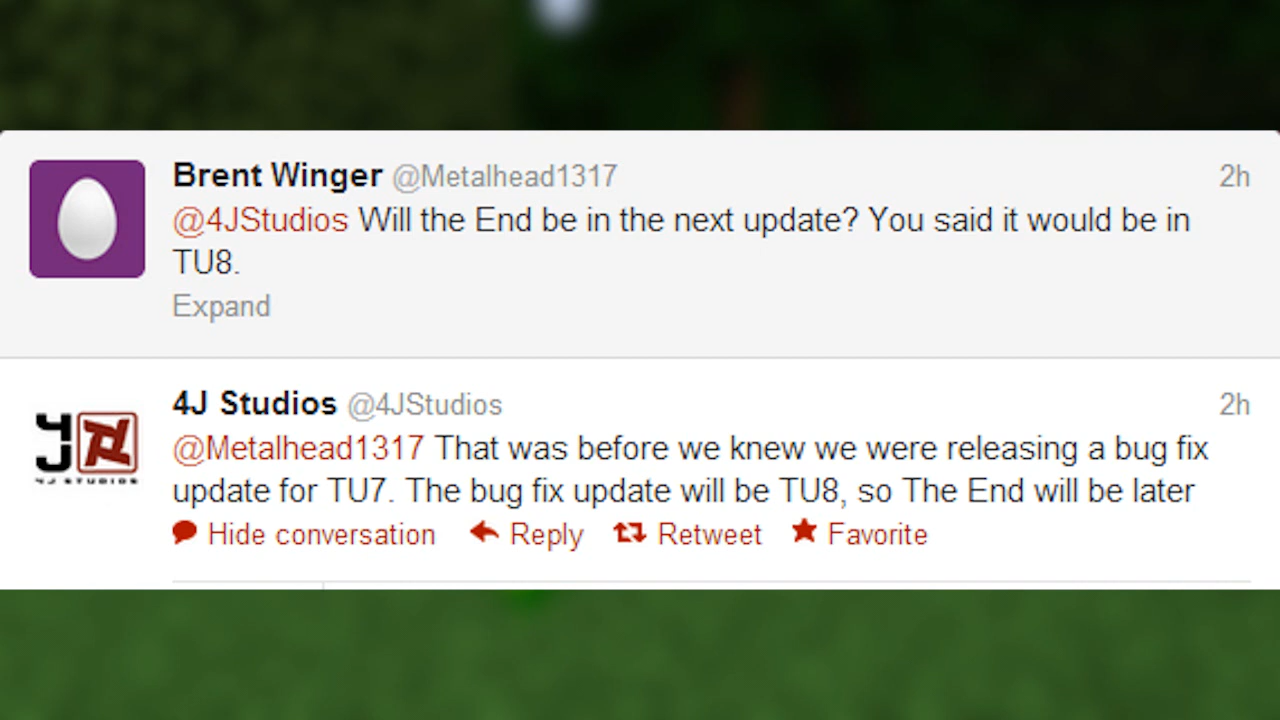 Brent Winger @Metalhead1317 2h
@4JStudios Will the End be in the next update? You said it would be in
TU8.
Expand
4J Studios @4JStudios 2h
4J STUDIOS
@Metalhead1317 That was before we knew we were releasing a bug fix
update for TU7. The bug fix update will be TU8, so The End will be later
Hide conversation Reply Retweet Favorite